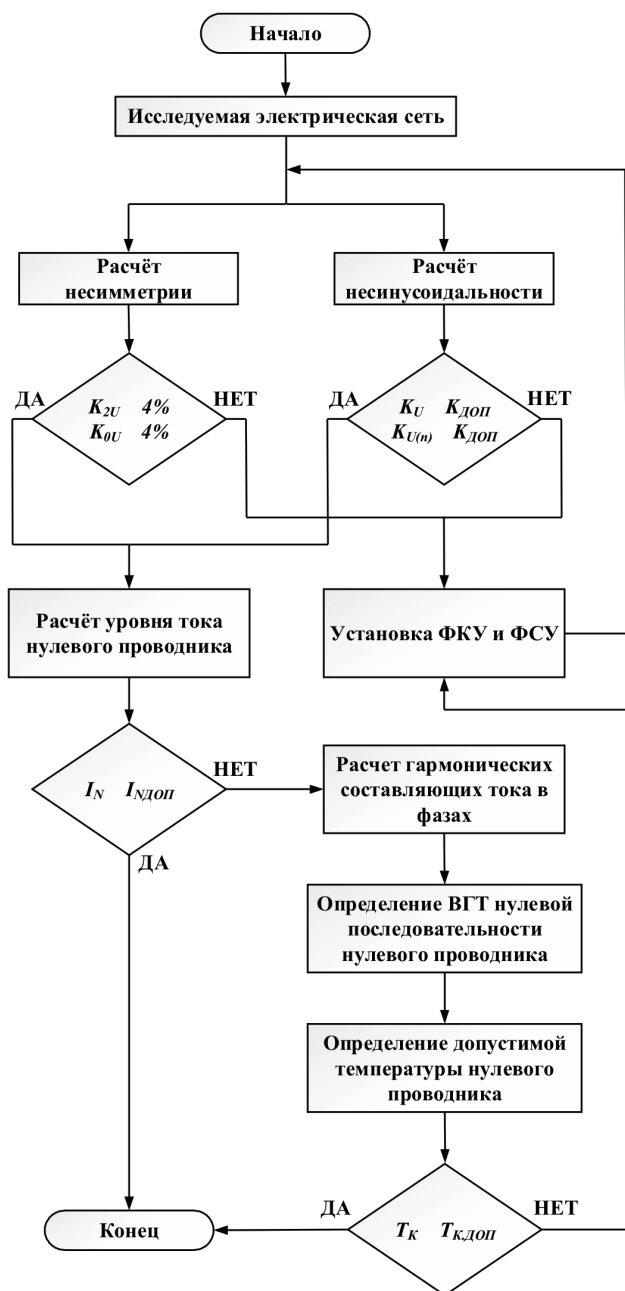 Начало
Исследуемая электрическая сеть
Расчёт
несимметрии
Расчёт
несинусоидальности
ДА
НЕТ
K2U 4%
K0U 4%
ДА
НЕТ
KU KДОП
KU(n) KДОП
Расчёт уровня тока
нулевого проводника
Установка ФКУ и ФСУ
IN INДОП
НЕТ
ДА
Расчет гармонических
составляющих тока в
фазах
Определение ВГТ нулевой
последовательности
нулевого проводника
Определение допустимой
температуры нулевого
проводника
Конец
ДА
TK TK.ДОП
НЕТ